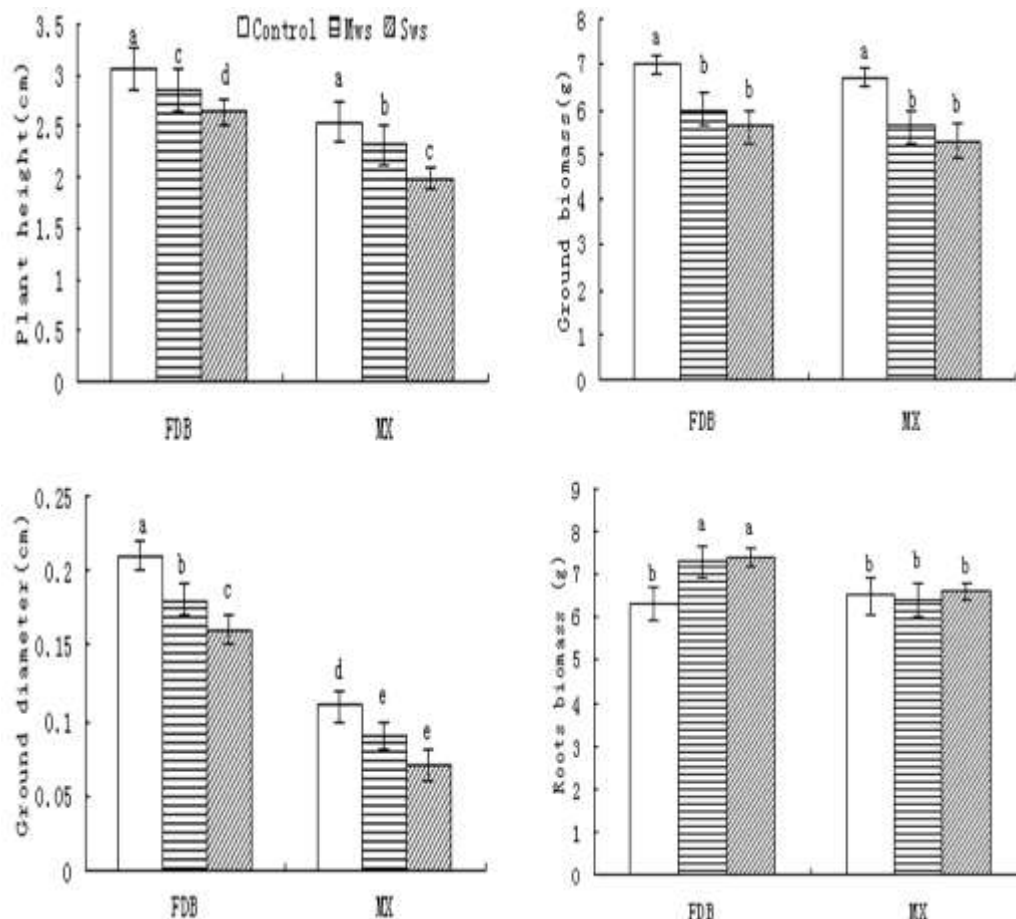 Plant height(cm)
3.5
3
2.5
2
1.5
1
0.5
0
Control Mws Sws
a c d a b c
FDB MX
Ground biomass(g)
8
7
6
5
4
3
2
1
0
a b b a b b
FDB MX
Ground diameter(cm)
0.25
0.2
0.15
0.1
0.05
0
a b c d e e
FDB MX
Roots biomass (g)
9
8
7
6
5
4
3
2
1
0
b a a b b b
FDB MX